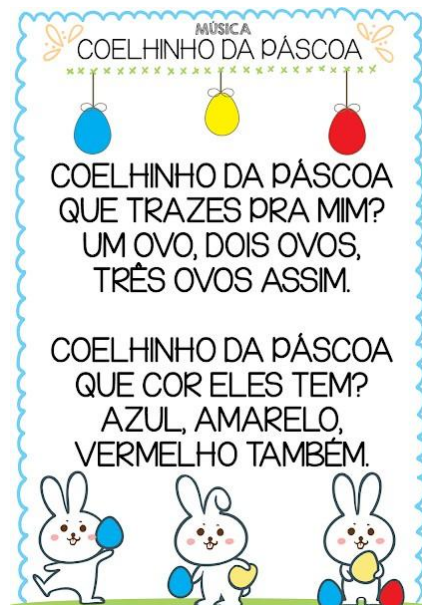 MÚSICA
COELHINHO DA PÁSCOA
COELHINHO DA PÁSCOA
QUE TRAZES PRA MIM?
UM OVO, DOIS OVOS,
TRÊS OVOS ASSIM.
COELHINHO DA PÁSCOA
QUE COR ELES TEM?
AZUL, AMARELO,
VERMELHO TAMBÉM.